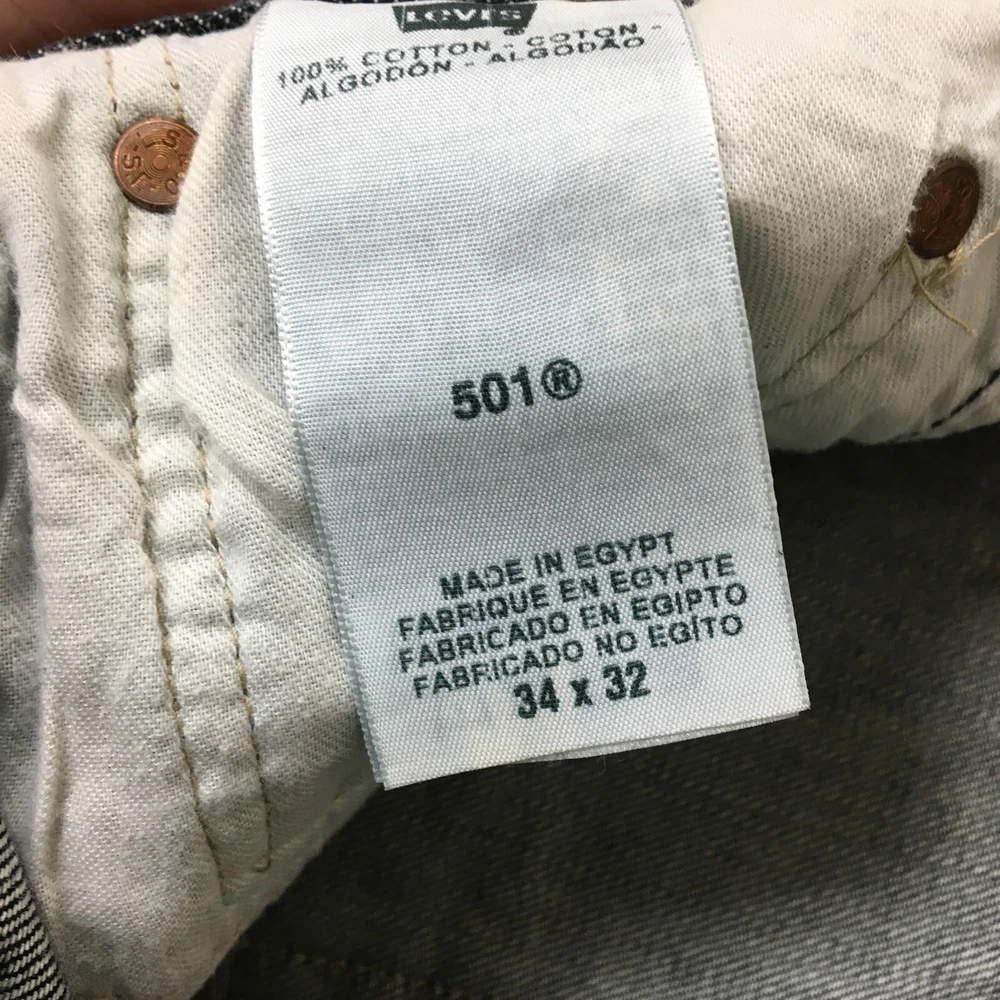 LEVI'S
100% COTTON - COTON -
ALGODÓN - ALGODÃO
501®
MADE IN EGYPT
FABRIQUE EN EGYPTE
FABRICADO EN EGIPTO
FABRICADO NO EGÍTO
34 x 32